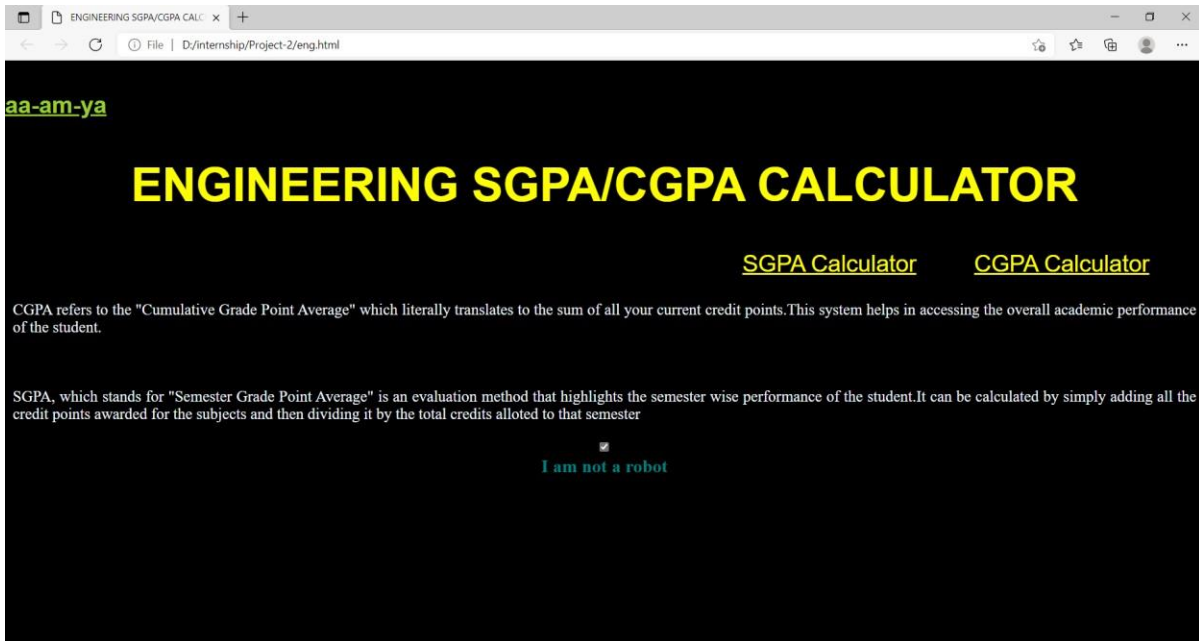 ENGINEERING SGPA/CGPA CALC
File | D:/internship/Project-2/eng.html
aa-am-ya
ENGINEERING SGPA/CGPA CALCULATOR
SGPA Calculator CGPA Calculator
CGPA refers to the "Cumulative Grade Point Average" which literally translates to the sum of all your current credit points.This system helps in accessing the overall academic performance
of the student.
SGPA, which stands for "Semester Grade Point Average" is an evaluation method that highlights the semester wise performance of the student.It can be calculated by simply adding all the
credit points awarded for the subjects and then dividing it by the total credits alloted to that semester
I am not a robot